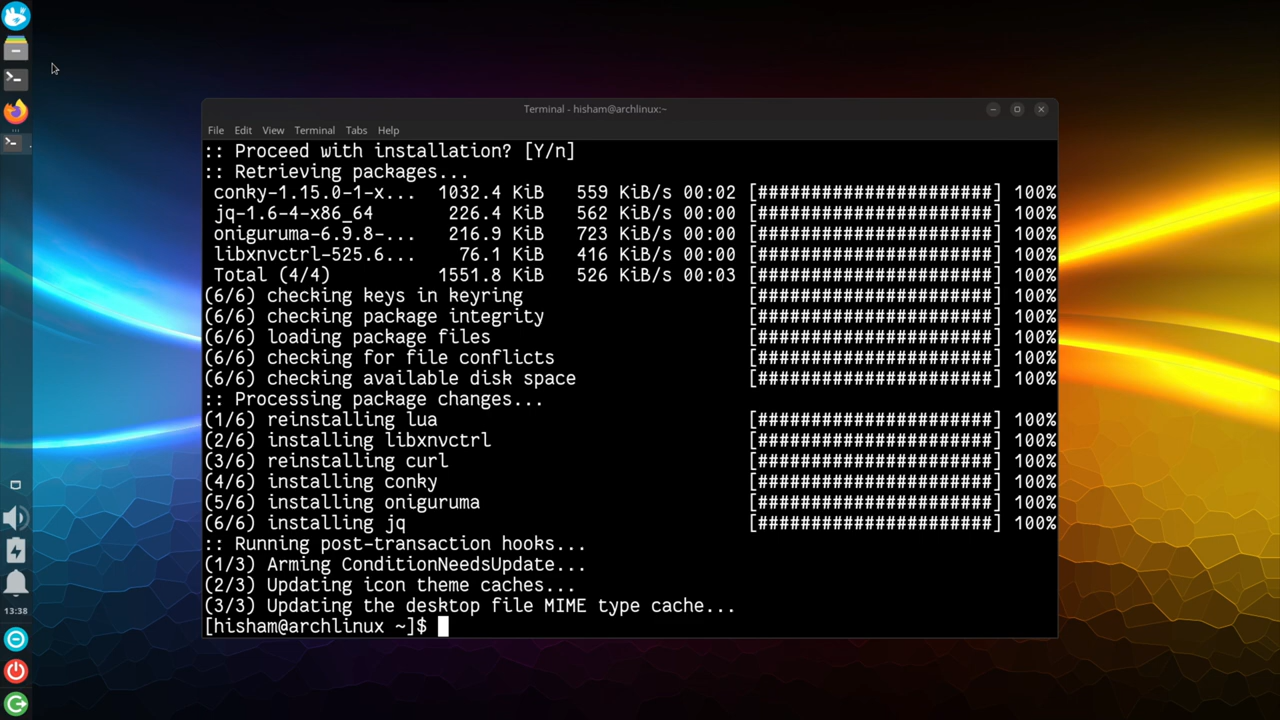 Terminal - hisham@archlinux:~
File Edit View Terminal Tabs Help
:: Proceed with installation? [Y/n]
:: Retrieving packages...
conky-1.15.0-1-x... 1032.4 KiB 559 KiB/s 00:02 [######################] 100%
jq-1.6-4-x86_64 226.4 KiB 562 KiB/s 00:00 [######################] 100%
oniguruma-6.9.8-... 216.9 KiB 723 KiB/s 00:00 [######################] 100%
libxnvctrl-525.6... 76.1 KiB 416 KiB/s 00:00 [######################] 100%
Total (4/4) 1551.8 KiB 526 KiB/s 00:03 [######################] 100%
(6/6) checking keys in keyring [######################] 100%
(6/6) checking package integrity [######################] 100%
(6/6) loading package files [######################] 100%
(6/6) checking for file conflicts [######################] 100%
(6/6) checking available disk space [######################] 100%
:: Processing package changes...
(1/6) reinstalling lua [######################] 100%
(2/6) installing libxnvctrl [######################] 100%
(3/6) reinstalling curl [######################] 100%
(4/6) installing conky [######################] 100%
(5/6) installing oniguruma [######################] 100%
(6/6) installing jq [######################] 100%
:: Running post-transaction hooks...
(1/3) Arming ConditionNeedsUpdate...
(2/3) Updating icon theme caches...
(3/3) Updating the desktop file MIME type cache...
[hisham@archlinux ~]$
13:38